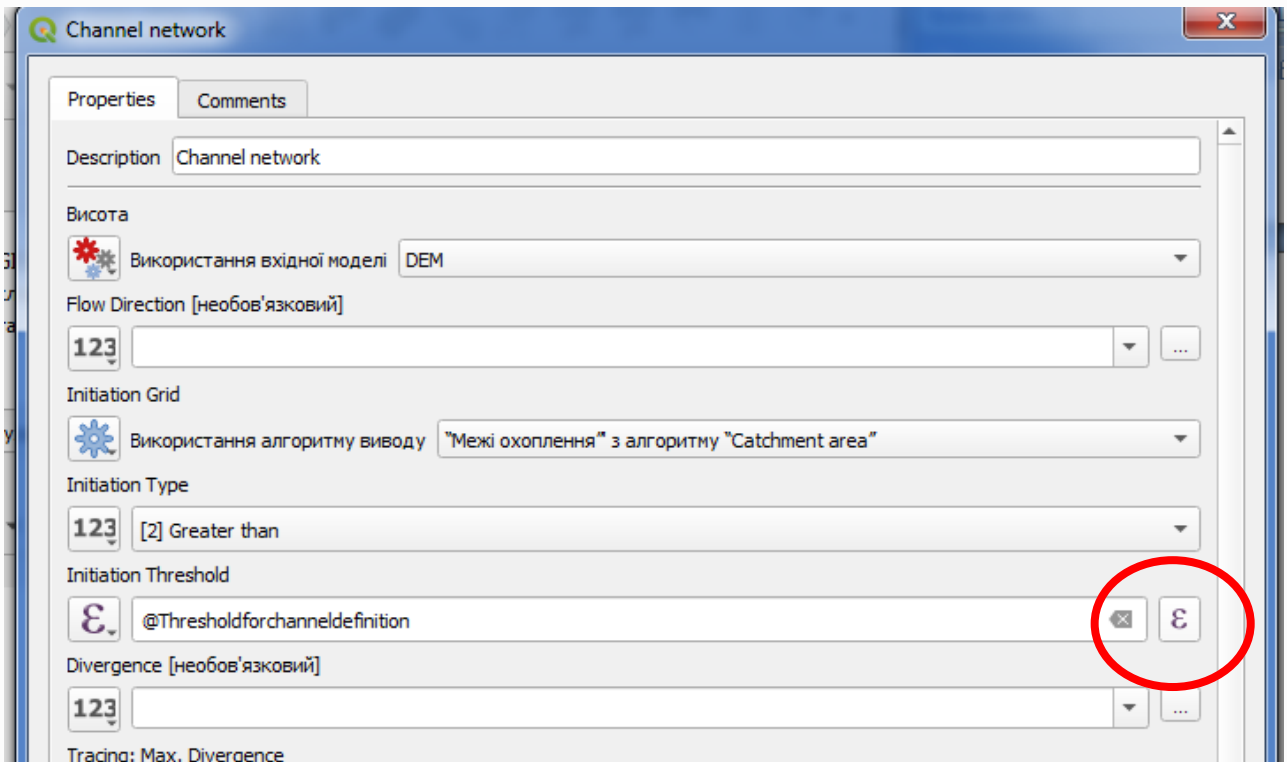 Channel network
Properties Comments
Description Channel network
Висота
Використання вхідної моделі DEM
Flow Direction [необов'язковий]
123 ...
Initiation Grid
Використання алгоритму виводу "Межі охоплення" з алгоритму "Catchment area"
Initiation Type
123 [2] Greater than
Initiation Threshold
ε @Thresholdforchanneldefinition ε
Divergence [необов'язковий]
123 ...
Tracing: Max. Divergence